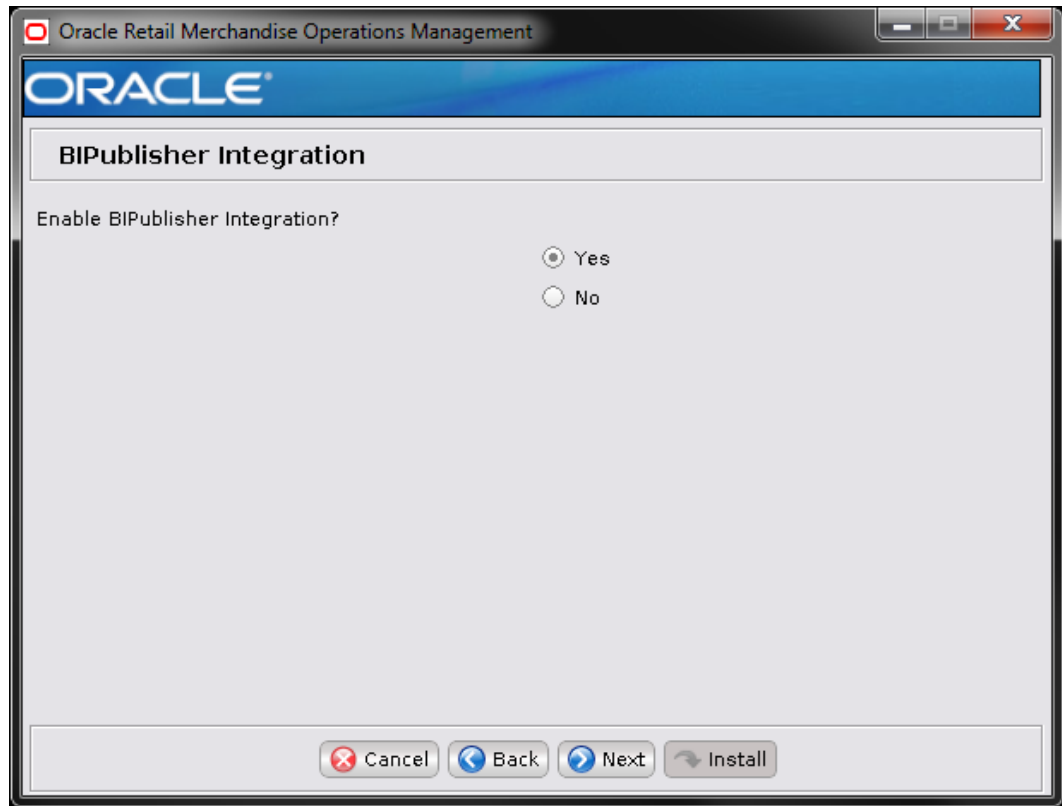 Oracle Retail Merchandise Operations Management
ORACLE®
BIPublisher Integration
Enable BIPublisher Integration?
Yes
No
Cancel
Back
Next
Install